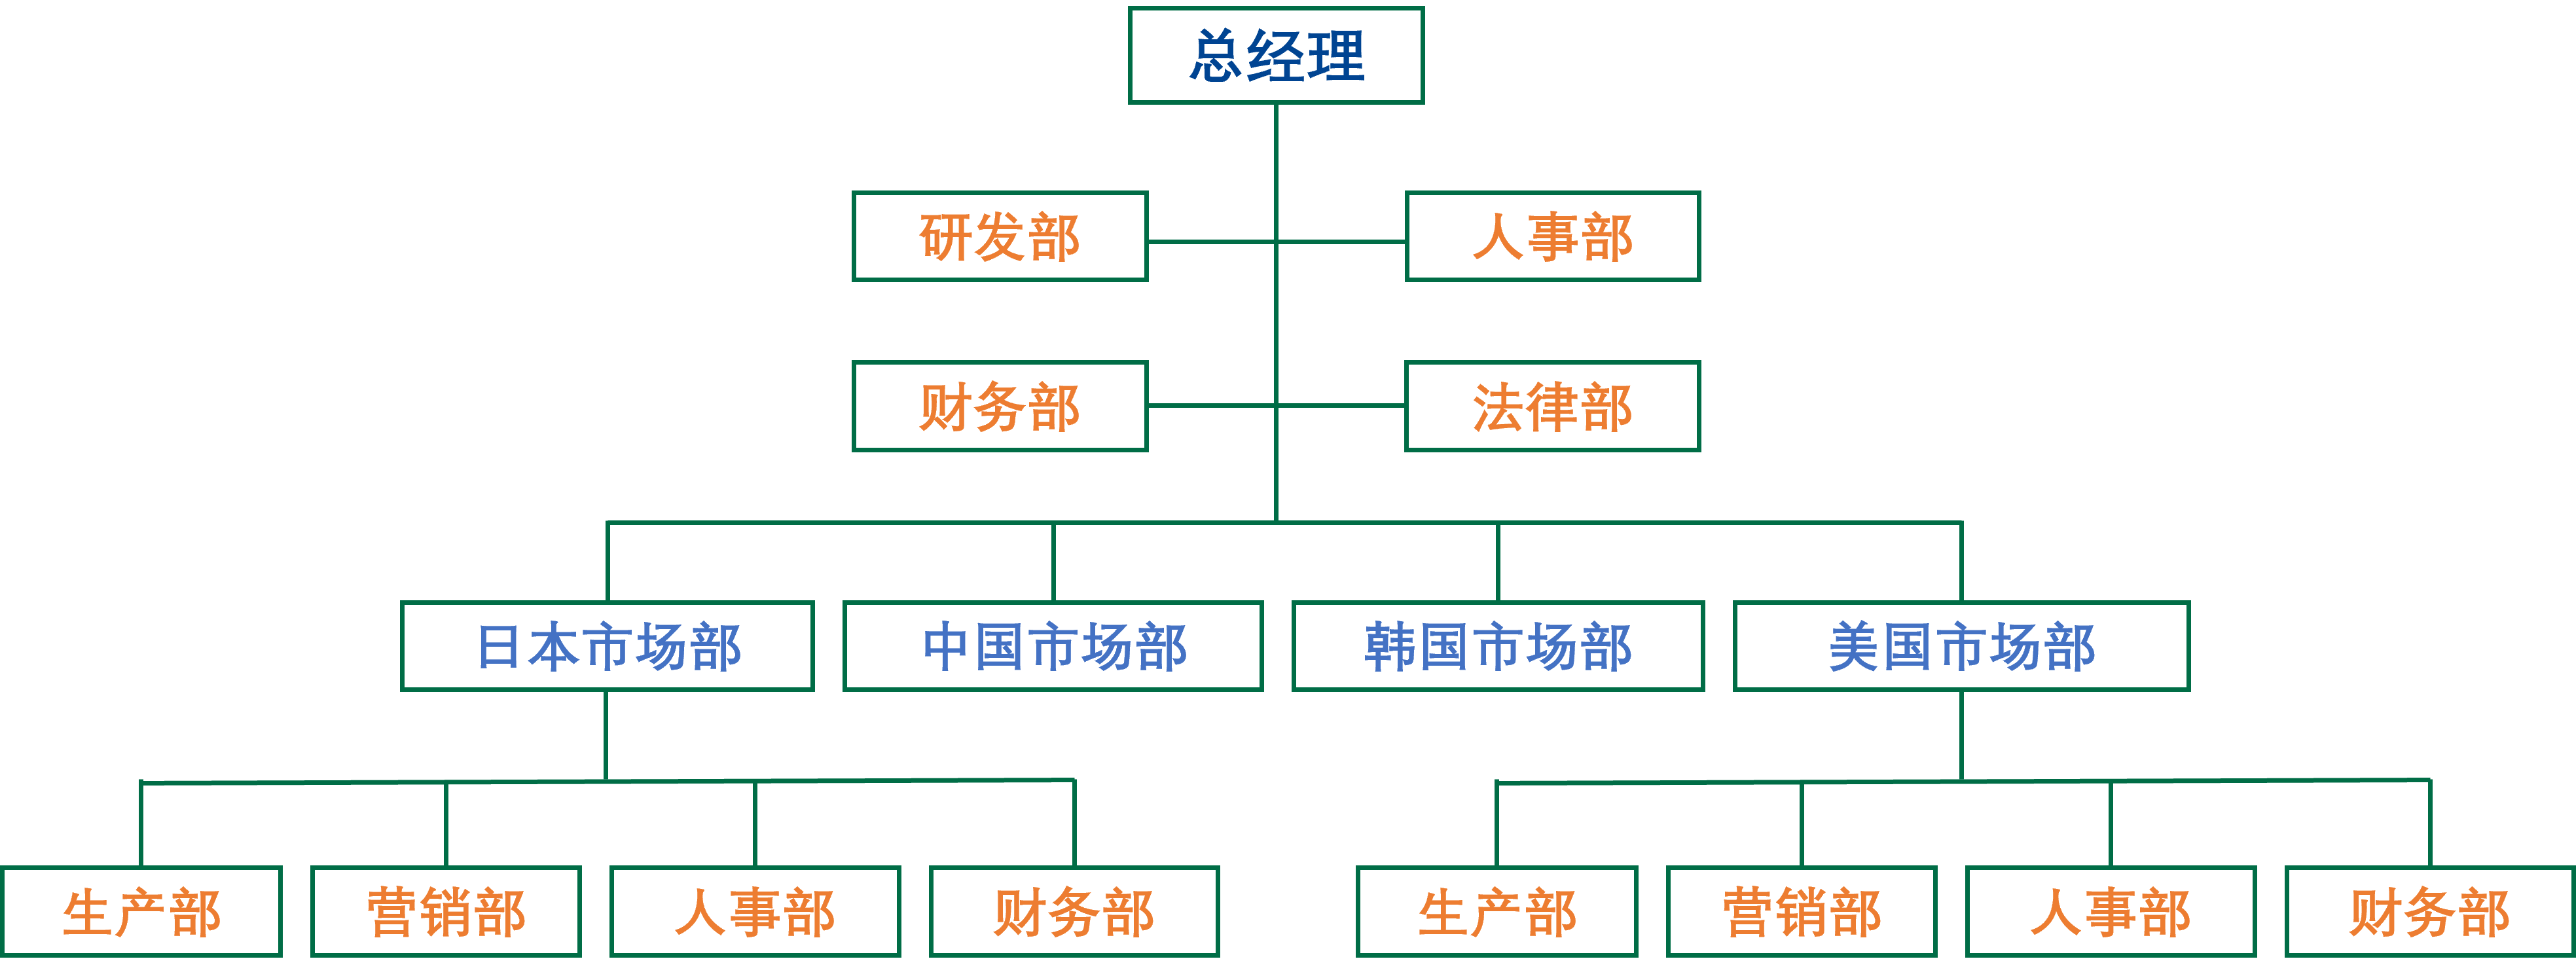 总经理
研发部
人事部
财务部
法律部
日本市场部
中国市场部
韩国市场部
美国市场部
生产部
营销部
人事部
财务部
生产部
营销部
人事部
财务部